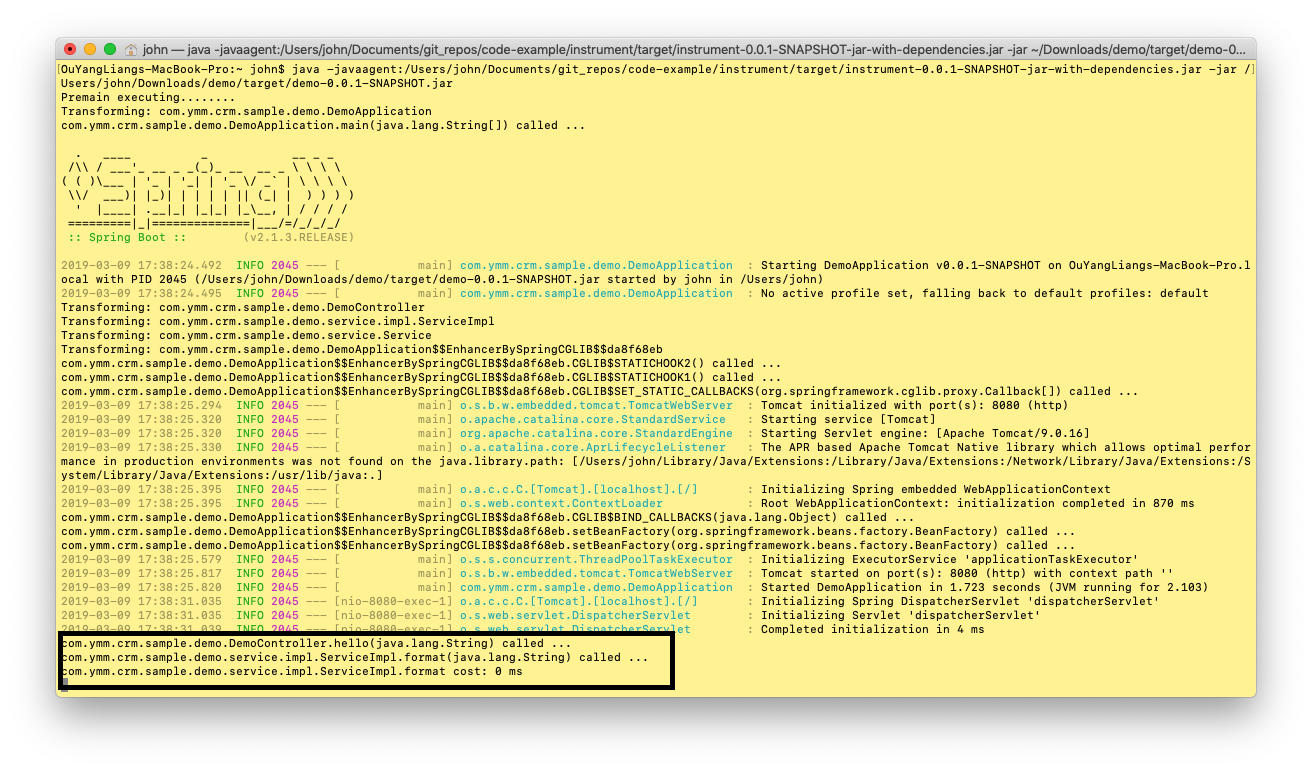 john — java -javaagent:/Users/john/Documents/git_repos/code-example/instrument/target/instrument-0.0.1-SNAPSHOT-jar-with-dependencies.jar -jar ~/Downloads/demo/target/demo-0...
[OuYangLiangs-MacBook-Pro:~ john$ java -javaagent:/Users/john/Documents/git_repos/code-example/instrument/target/instrument-0.0.1-SNAPSHOT-jar-with-dependencies.jar -jar /]
Users/john/Downloads/demo/target/demo-0.0.1-SNAPSHOT.jar
Premain executing........
Transforming: com.ymm.crm.sample.demo.DemoApplication
com.ymm.crm.sample.demo.DemoApplication.main(java.lang.String[]) called ...
  .   ____          _            __ _ _
 /\\ / ___'_ __ _ _(_)_ __  __ _ \ \ \ \
( ( )\___ | '_ | '_| | '_ \/ _` | \ \ \ \
 \\/  ___)| |_)| | | | | || (_| |  ) ) ) )
  '  |____| .__|_| |_|_| |_\__, | / / / /
 =========|_|==============|___/=/_/_/_/
 :: Spring Boot ::        (v2.1.3.RELEASE)
2019-03-09 17:38:24.492  INFO 2045 --- [           main] com.ymm.crm.sample.demo.DemoApplication  : Starting DemoApplication v0.0.1-SNAPSHOT on OuYangLiangs-MacBook-Pro.l
ocal with PID 2045 (/Users/john/Downloads/demo/target/demo-0.0.1-SNAPSHOT.jar started by john in /Users/john)
2019-03-09 17:38:24.495  INFO 2045 --- [           main] com.ymm.crm.sample.demo.DemoApplication  : No active profile set, falling back to default profiles: default
Transforming: com.ymm.crm.sample.demo.DemoController
Transforming: com.ymm.crm.sample.demo.service.impl.ServiceImpl
Transforming: com.ymm.crm.sample.demo.service.Service
Transforming: com.ymm.crm.sample.demo.DemoApplication$$EnhancerBySpringCGLIB$$da8f68eb
com.ymm.crm.sample.demo.DemoApplication$$EnhancerBySpringCGLIB$$da8f68eb.CGLIB$STATICHOOK2() called ...
com.ymm.crm.sample.demo.DemoApplication$$EnhancerBySpringCGLIB$$da8f68eb.CGLIB$STATICHOOK1() called ...
com.ymm.crm.sample.demo.DemoApplication$$EnhancerBySpringCGLIB$$da8f68eb.CGLIB$SET_STATIC_CALLBACKS(org.springframework.cglib.proxy.Callback[]) called ...
2019-03-09 17:38:25.294  INFO 2045 --- [           main] o.s.b.w.embedded.tomcat.TomcatWebServer  : Tomcat initialized with port(s): 8080 (http)
2019-03-09 17:38:25.320  INFO 2045 --- [           main] o.apache.catalina.core.StandardService   : Starting service [Tomcat]
2019-03-09 17:38:25.320  INFO 2045 --- [           main] org.apache.catalina.core.StandardEngine  : Starting Servlet engine: [Apache Tomcat/9.0.16]
2019-03-09 17:38:25.330  INFO 2045 --- [           main] o.a.catalina.core.AprLifecycleListener   : The APR based Apache Tomcat Native library which allows optimal perfor
mance in production environments was not found on the java.library.path: [/Users/john/Library/Java/Extensions:/Library/Java/Extensions:/Network/Library/Java/Extensions:/S
ystem/Library/Java/Extensions:/usr/lib/java:.]
2019-03-09 17:38:25.395  INFO 2045 --- [           main] o.a.c.c.C.[Tomcat].[localhost].[/]       : Initializing Spring embedded WebApplicationContext
2019-03-09 17:38:25.395  INFO 2045 --- [           main] o.s.web.context.ContextLoader            : Root WebApplicationContext: initialization completed in 870 ms
com.ymm.crm.sample.demo.DemoApplication$$EnhancerBySpringCGLIB$$da8f68eb.CGLIB$BIND_CALLBACKS(java.lang.Object) called ...
com.ymm.crm.sample.demo.DemoApplication$$EnhancerBySpringCGLIB$$da8f68eb.setBeanFactory(org.springframework.beans.factory.BeanFactory) called ...
com.ymm.crm.sample.demo.DemoApplication$$EnhancerBySpringCGLIB$$da8f68eb.setBeanFactory(org.springframework.beans.factory.BeanFactory) called ...
2019-03-09 17:38:25.579  INFO 2045 --- [           main] o.s.s.concurrent.ThreadPoolTaskExecutor  : Initializing ExecutorService 'applicationTaskExecutor'
2019-03-09 17:38:25.817  INFO 2045 --- [           main] o.s.b.w.embedded.tomcat.TomcatWebServer  : Tomcat started on port(s): 8080 (http) with context path ''
2019-03-09 17:38:25.820  INFO 2045 --- [           main] com.ymm.crm.sample.demo.DemoApplication  : Started DemoApplication in 1.723 seconds (JVM running for 2.103)
2019-03-09 17:38:31.035  INFO 2045 --- [nio-8080-exec-1] o.a.c.c.C.[Tomcat].[localhost].[/]       : Initializing Spring DispatcherServlet 'dispatcherServlet'
2019-03-09 17:38:31.035  INFO 2045 --- [nio-8080-exec-1] o.s.web.servlet.DispatcherServlet        : Initializing Servlet 'dispatcherServlet'
2019-03-09 17:38:31.039  INFO 2045 --- [nio-8080-exec-1] o.s.web.servlet.DispatcherServlet        : Completed initialization in 4 ms
com.ymm.crm.sample.demo.DemoController.hello(java.lang.String) called ...
com.ymm.crm.sample.demo.service.impl.ServiceImpl.format(java.lang.String) called ...
com.ymm.crm.sample.demo.service.impl.ServiceImpl.format cost: 0 ms